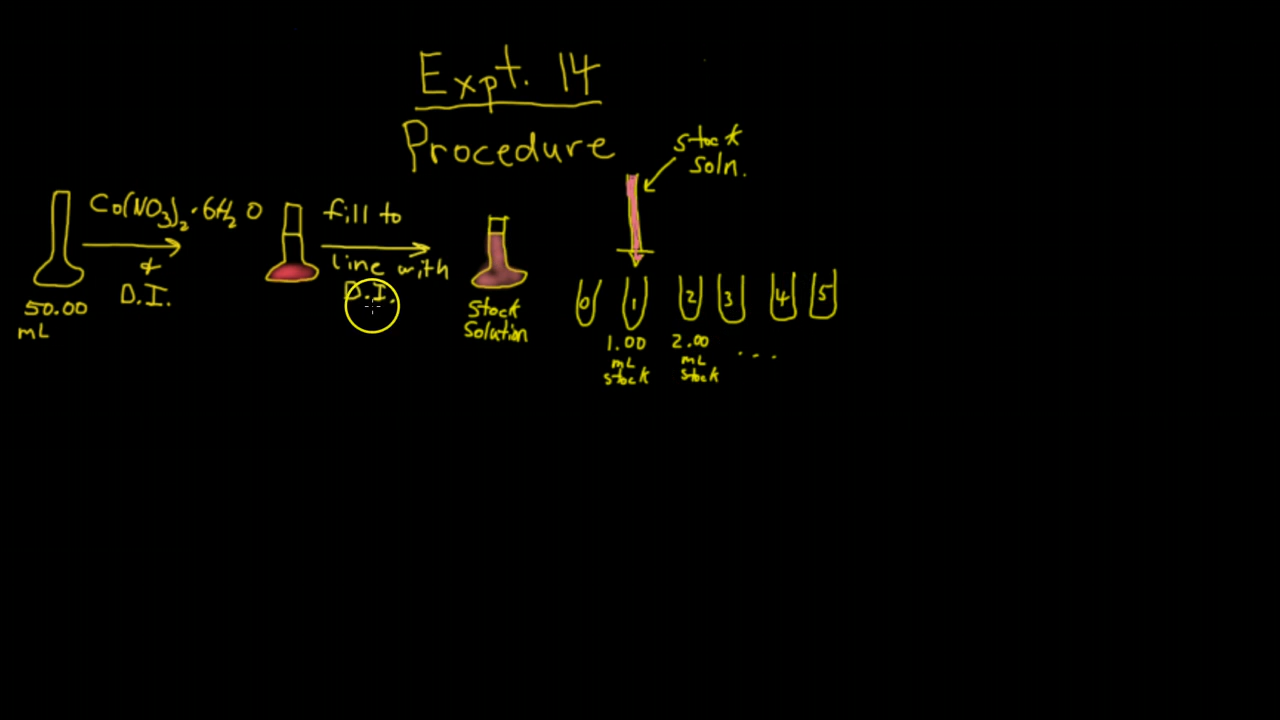 Expt. 14
Procedure
stock
soln.
Co(NO3)2·6H2O
&
D.I.
50.00
mL
fill to
line with
D.I.
Stock
Solution
0 1 2 3 4 5
1.00
mL
stock
2.00
mL
stock
...